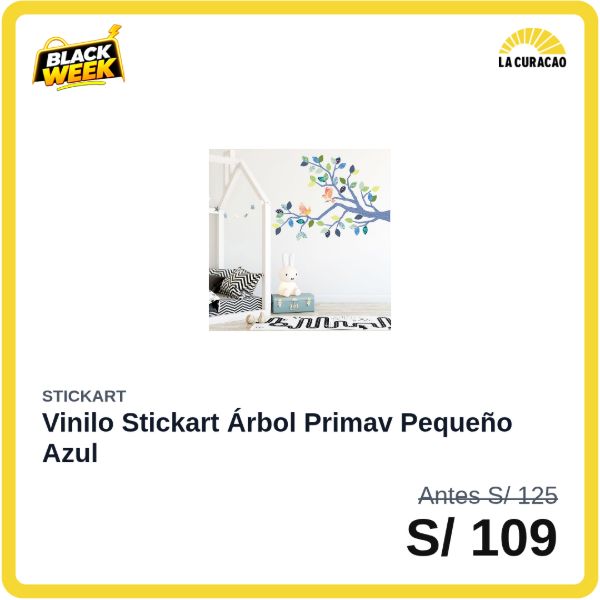 BLACK
WEEK
LA CURACAO
STICKART
Vinilo Stickart Árbol Primav Pequeño
Azul
Antes S/ 125
S/ 109